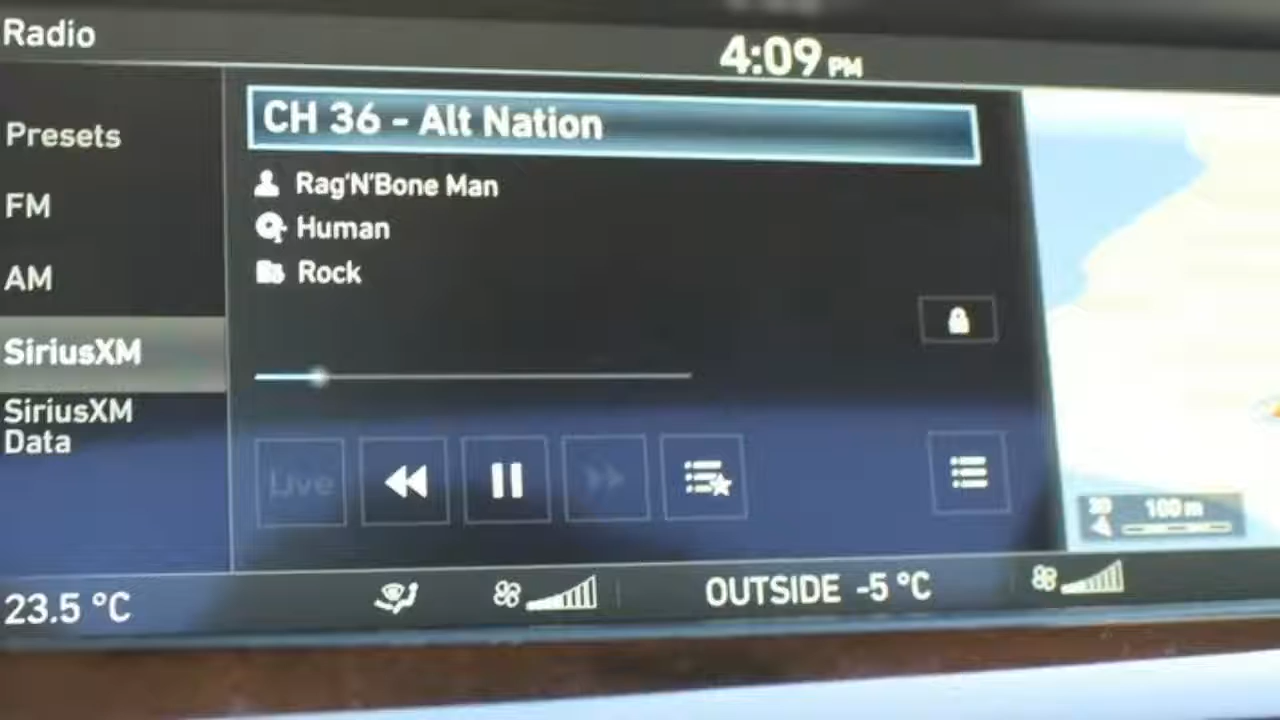 Radio
4:09 PM
Presets
FM
AM
SiriusXM
SiriusXM
Data
CH 36 - Alt Nation
Rag'N'Bone Man
Human
Rock
Live
100 m
23.5 °C
OUTSIDE -5 °C